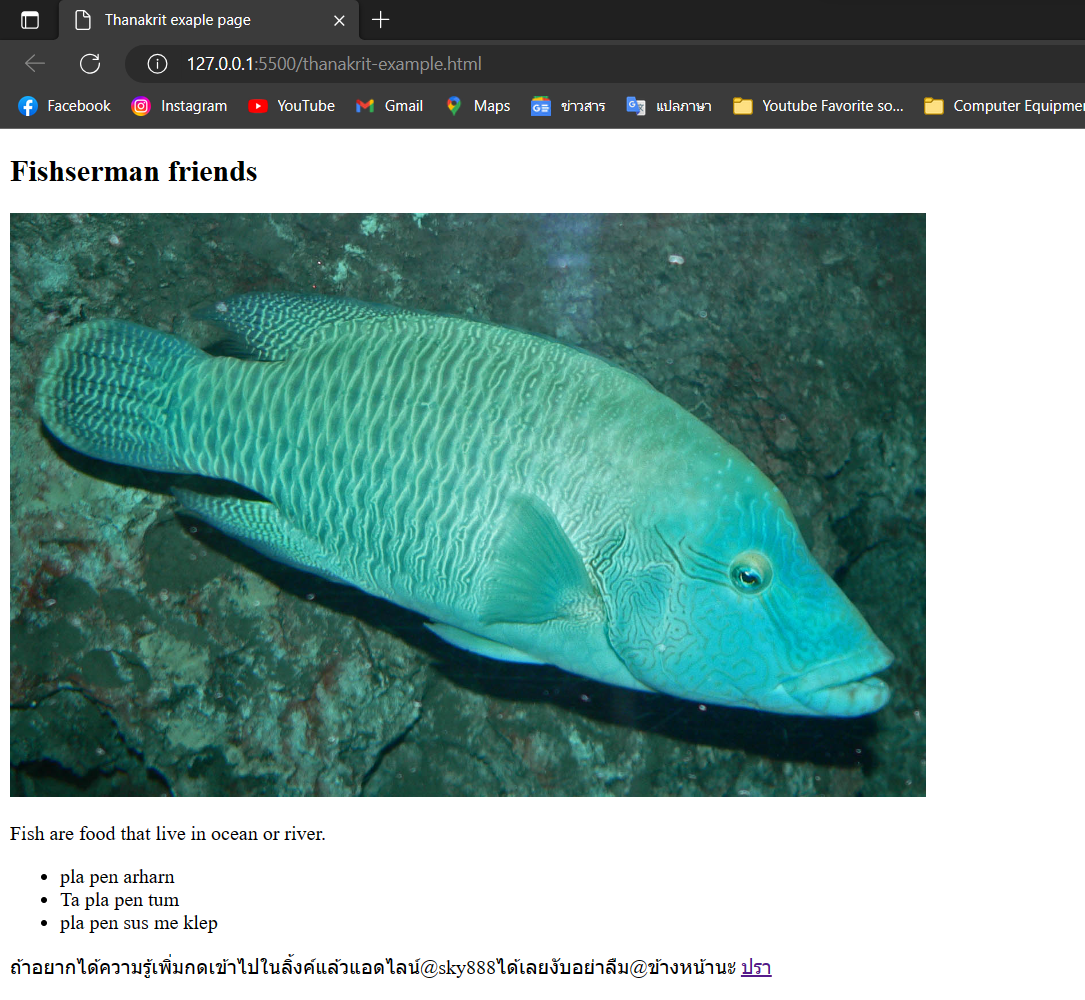 Thanakrit exaple page
127.0.0.1:5500/thanakrit-example.html
Facebook Instagram YouTube Gmail Maps ข่าวสาร แปลภาษา Youtube Favorite so... Computer Equipmen
Fishserman friends
Fish are food that live in ocean or river.
pla pen arharn
Ta pla pen tum
pla pen sus me klep
ถ้าอยากได้ความรู้เพิ่มกดเข้าไปในลิ้งค์แล้วแอดไลน์@sky888ได้เลยงับอย่าลืม@ข้างหน้านะ ปรา